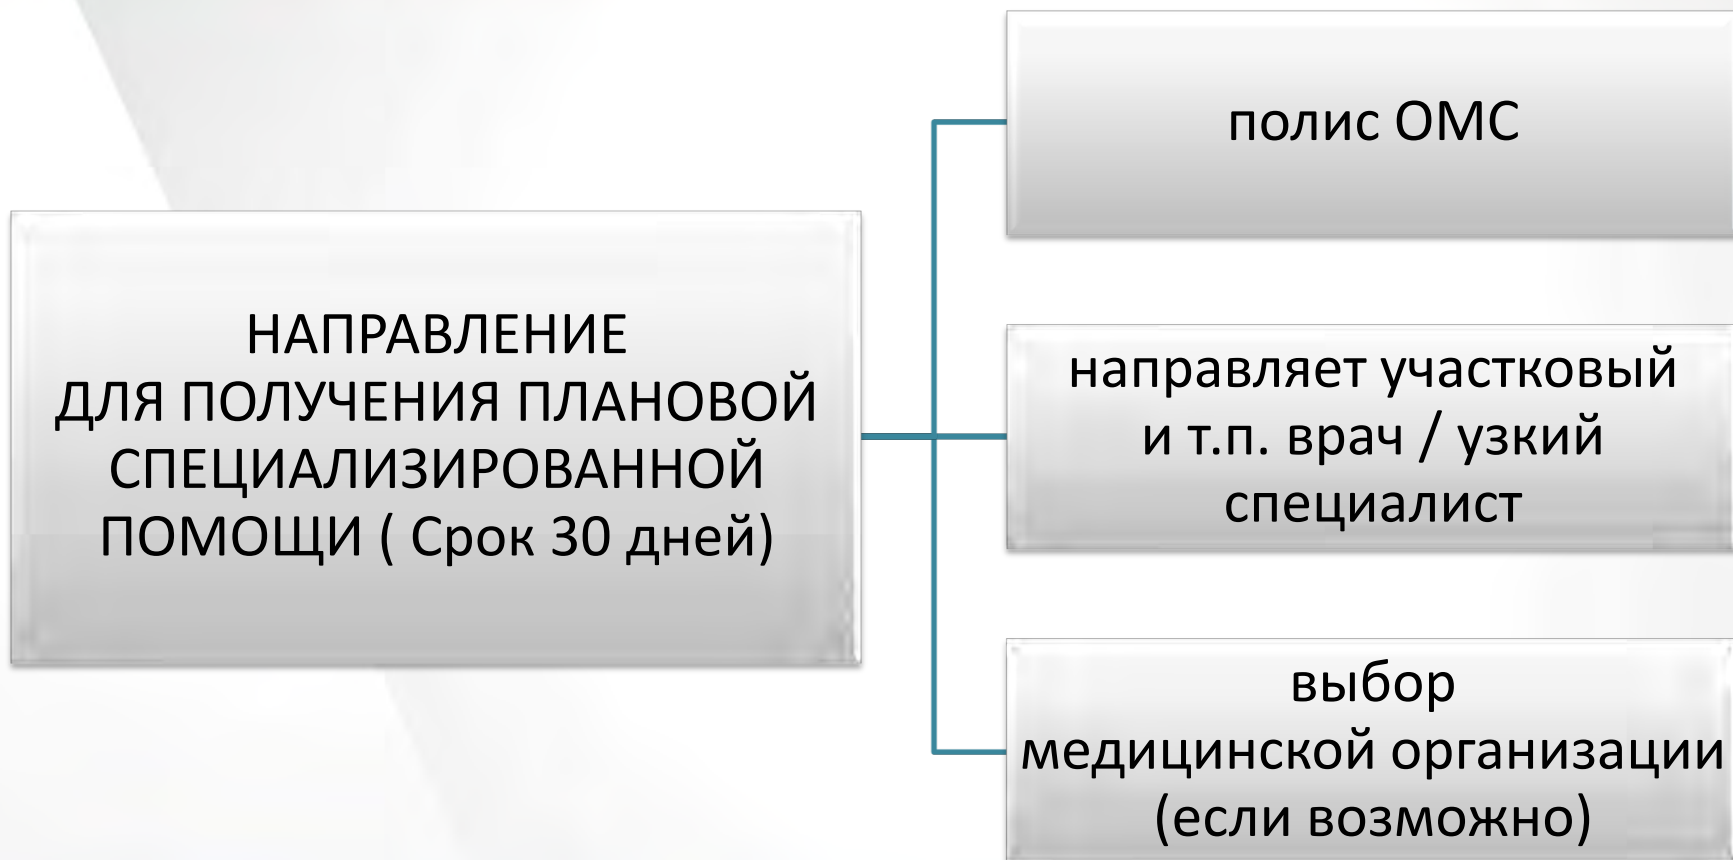 НАПРАВЛЕНИЕ
ДЛЯ ПОЛУЧЕНИЯ ПЛАНОВОЙ
СПЕЦИАЛИЗИРОВАННОЙ
ПОМОЩИ ( Срок 30 дней)
полис ОМС
направляет участковый
и т.п. врач / узкий
специалист
выбор
медицинской организации
(если возможно)